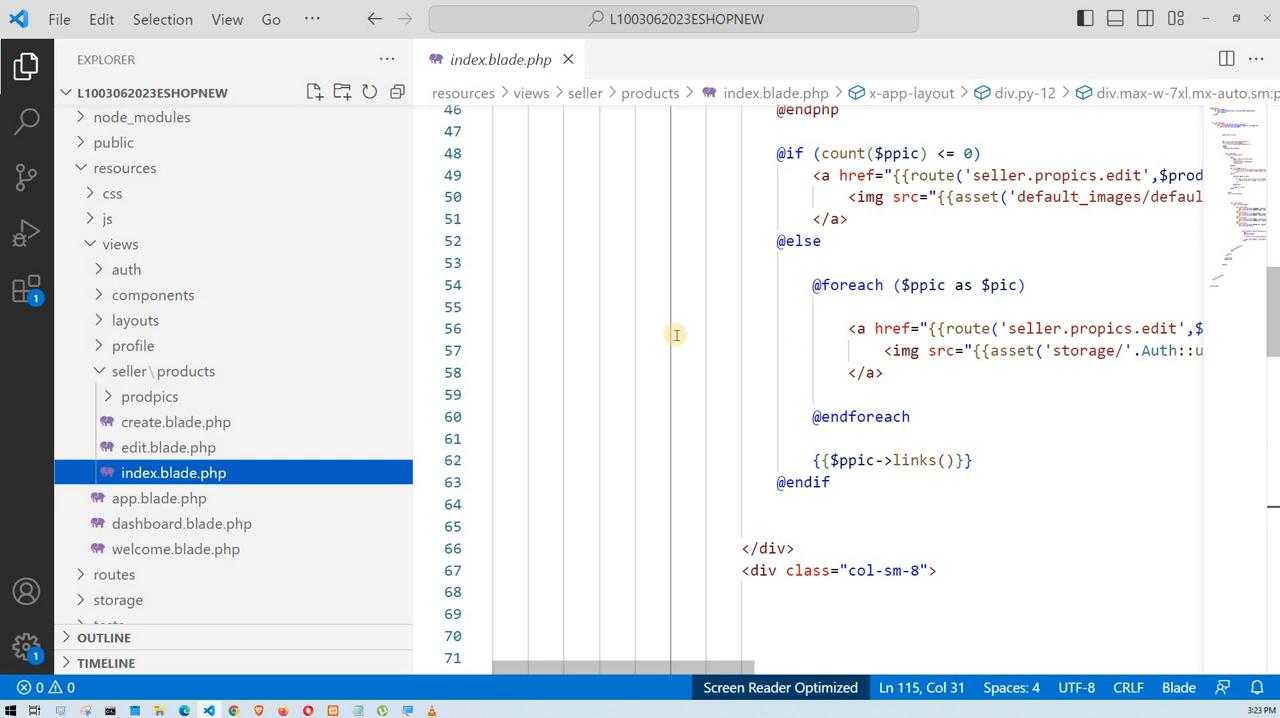 File Edit Selection View Go ··· L1003062023ESHOPNEW
EXPLORER ···
L1003062023ESHOPNEW
node_modules
public
resources
css
js
views
auth
components
layouts
profile
seller\products
prodpics
create.blade.php
edit.blade.php
index.blade.php
app.blade.php
dashboard.blade.php
welcome.blade.php
routes
storage
OUTLINE
TIMELINE
1
1
index.blade.php
resources > views > seller > products > index.blade.php > x-app-layout > div.py-12 > div.max-w-7xl.mx-auto.sm:p
46 @endphp
47
48 @if (count($ppic) <= 0)
49 <a href="{{route('seller.propics.edit',$prod
50 <img src="{{asset('default_images/defaul
51 </a>
52 @else
53
54 @foreach ($ppic as $pic)
55
56 <a href="{{route('seller.propics.edit',$
57 <img src="{{asset('storage/'.Auth::u
58 </a>
59
60 @endforeach
61
62 {{$ppic->links()}}
63 @endif
64
65
66 </div>
67 <div class="col-sm-8">
68
69
70
71
0 0 Screen Reader Optimized Ln 115, Col 31 Spaces: 4 UTF-8 CRLF Blade
3:23 PM